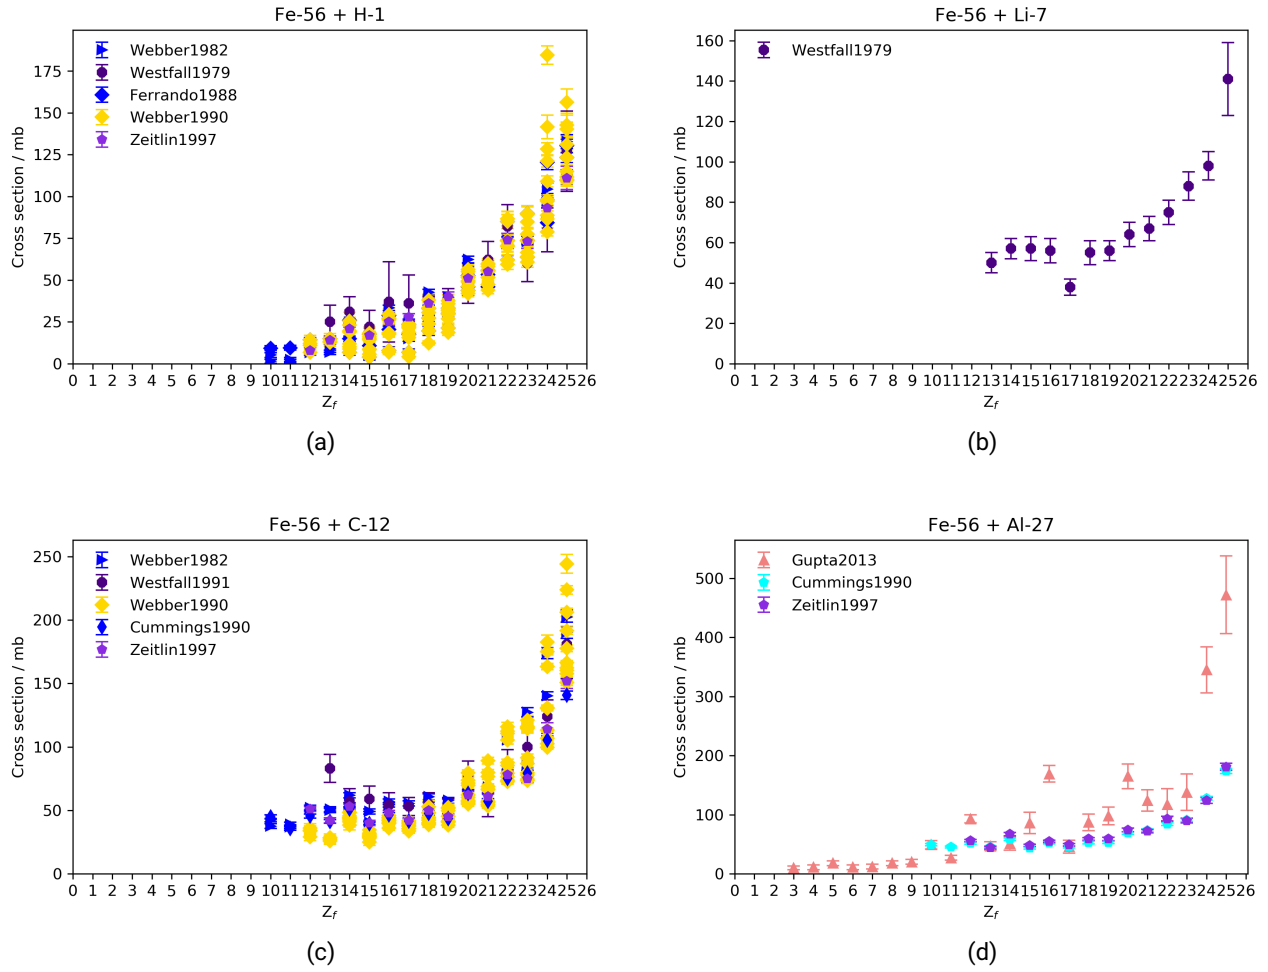 Fe-56 + H-1
Cross section / mb
175
150
125
100
75
50
25
0
Webber1982
Westfall1979
Ferrando1988
Webber1990
Zeitlin1997
0 1 2 3 4 5 6 7 8 9 10 11 12 13 14 15 16 17 18 19 20 21 22 23 24 25 26
Z_f
(a)
Fe-56 + Li-7
Cross section / mb
160
140
120
100
80
60
40
20
0
Westfall1979
0 1 2 3 4 5 6 7 8 9 10 11 12 13 14 15 16 17 18 19 20 21 22 23 24 25 26
Z_f
(b)
Fe-56 + C-12
Cross section / mb
250
200
150
100
50
0
Webber1982
Westfall1991
Webber1990
Cummings1990
Zeitlin1997
0 1 2 3 4 5 6 7 8 9 10 11 12 13 14 15 16 17 18 19 20 21 22 23 24 25 26
Z_f
(c)
Fe-56 + Al-27
Cross section / mb
500
400
300
200
100
0
Gupta2013
Cummings1990
Zeitlin1997
0 1 2 3 4 5 6 7 8 9 10 11 12 13 14 15 16 17 18 19 20 21 22 23 24 25 26
Z_f
(d)